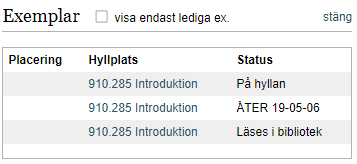 Exemplar visa endast lediga ex. stäng
Placering Hyllplats Status
910.285 Introduktion På hyllan
910.285 Introduktion ÅTER 19-05-06
910.285 Introduktion Läses i bibliotek